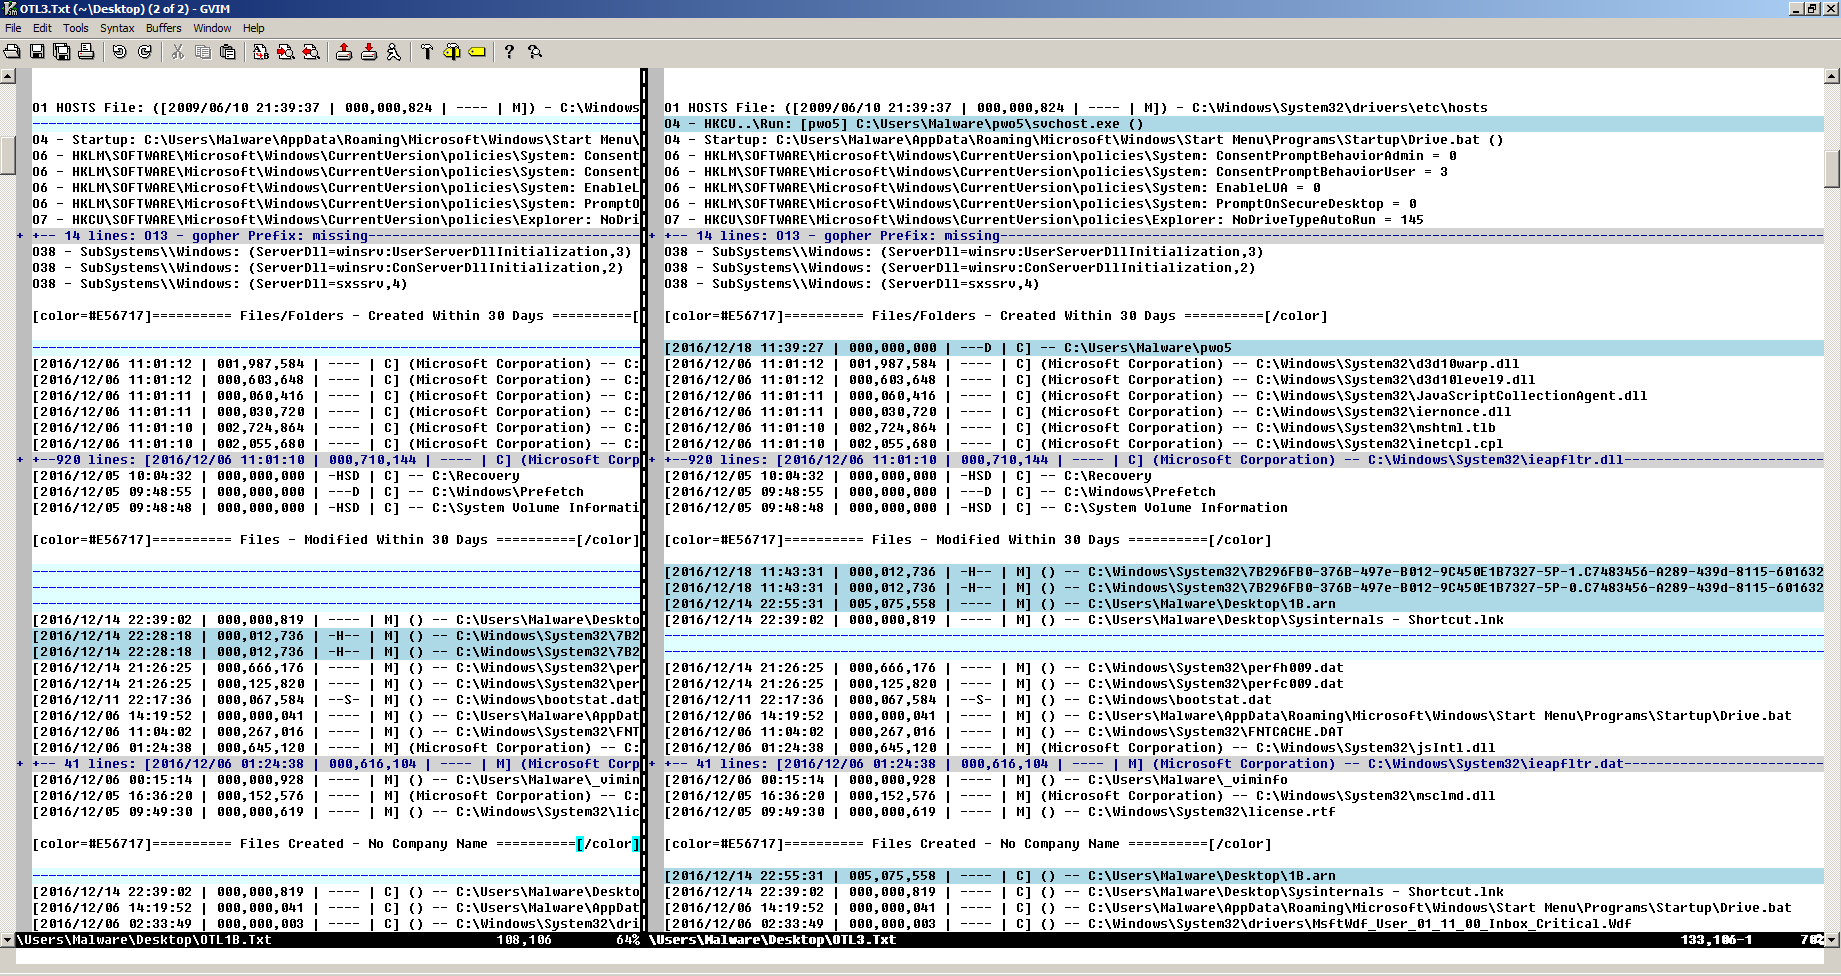 OTL3.Txt (~\Desktop) (2 of 2) - GVIM
File Edit Tools Syntax Buffers Window Help
O1 HOSTS File: ([2009/06/10 21:39:37 | 000,000,824 | ---- | M]) - C:\Windows
O4 - Startup: C:\Users\Malware\AppData\Roaming\Microsoft\Windows\Start Menu\
O6 - HKLM\SOFTWARE\Microsoft\Windows\CurrentVersion\policies\System: Consent
O6 - HKLM\SOFTWARE\Microsoft\Windows\CurrentVersion\policies\System: Consent
O6 - HKLM\SOFTWARE\Microsoft\Windows\CurrentVersion\policies\System: EnableL
O6 - HKLM\SOFTWARE\Microsoft\Windows\CurrentVersion\policies\System: PromptO
O7 - HKCU\SOFTWARE\Microsoft\Windows\CurrentVersion\policies\Explorer: NoDri
+ +-- 14 lines: O13 - gopher Prefix: missing
O38 - SubSystems\\Windows: (ServerDll=winsrv:UserServerDllInitialization,3)
O38 - SubSystems\\Windows: (ServerDll=winsrv:ConServerDllInitialization,2)
O38 - SubSystems\\Windows: (ServerDll=sxssrv,4)
[color=#E56717]========== Files/Folders - Created Within 30 Days ==========[
[2016/12/06 11:01:12 | 001,987,584 | ---- | C] (Microsoft Corporation) -- C:
[2016/12/06 11:01:12 | 000,603,648 | ---- | C] (Microsoft Corporation) -- C:
[2016/12/06 11:01:11 | 000,060,416 | ---- | C] (Microsoft Corporation) -- C:
[2016/12/06 11:01:11 | 000,030,720 | ---- | C] (Microsoft Corporation) -- C:
[2016/12/06 11:01:10 | 002,724,864 | ---- | C] (Microsoft Corporation) -- C:
[2016/12/06 11:01:10 | 002,055,680 | ---- | C] (Microsoft Corporation) -- C:
+ +--920 lines: [2016/12/06 11:01:10 | 000,710,144 | ---- | C] (Microsoft Corp
[2016/12/05 10:04:32 | 000,000,000 | -HSD | C] -- C:\Recovery
[2016/12/05 09:48:55 | 000,000,000 | ---D | C] -- C:\Windows\Prefetch
[2016/12/05 09:48:48 | 000,000,000 | -HSD | C] -- C:\System Volume Informati
[color=#E56717]========== Files - Modified Within 30 Days ==========[/color]
[2016/12/14 22:39:02 | 000,000,819 | ---- | M] () -- C:\Users\Malware\Deskto
[2016/12/14 22:28:18 | 000,012,736 | -H-- | M] () -- C:\Windows\System32\7B2
[2016/12/14 22:28:18 | 000,012,736 | -H-- | M] () -- C:\Windows\System32\7B2
[2016/12/14 21:26:25 | 000,666,176 | ---- | M] () -- C:\Windows\System32\per
[2016/12/14 21:26:25 | 000,125,820 | ---- | M] () -- C:\Windows\System32\per
[2016/12/11 22:17:36 | 000,067,584 | --S- | M] () -- C:\Windows\bootstat.dat
[2016/12/06 14:19:52 | 000,000,041 | ---- | M] () -- C:\Users\Malware\AppDat
[2016/12/06 11:04:02 | 000,267,016 | ---- | M] () -- C:\Windows\System32\FNT
[2016/12/06 01:24:38 | 000,645,120 | ---- | M] (Microsoft Corporation) -- C:
+ +-- 41 lines: [2016/12/06 01:24:38 | 000,616,104 | ---- | M] (Microsoft Corp
[2016/12/06 00:15:14 | 000,000,928 | ---- | M] () -- C:\Users\Malware\_vimin
[2016/12/05 16:36:20 | 000,152,576 | ---- | M] (Microsoft Corporation) -- C:
[2016/12/05 09:49:30 | 000,000,619 | ---- | M] () -- C:\Windows\System32\lic
[color=#E56717]========== Files Created - No Company Name ==========[/color]
[2016/12/14 22:39:02 | 000,000,819 | ---- | C] () -- C:\Users\Malware\Deskto
[2016/12/06 14:19:52 | 000,000,041 | ---- | C] () -- C:\Users\Malware\AppDat
[2016/12/06 02:33:49 | 000,000,003 | ---- | C] () -- C:\Windows\System32\dri
\Users\Malware\Desktop\OTL1B.Txt 108,106 64%
O1 HOSTS File: ([2009/06/10 21:39:37 | 000,000,824 | ---- | M]) - C:\Windows\System32\drivers\etc\hosts
O4 - HKCU..\Run: [pwo5] C:\Users\Malware\pwo5\svchost.exe ()
O4 - Startup: C:\Users\Malware\AppData\Roaming\Microsoft\Windows\Start Menu\Programs\Startup\Drive.bat ()
O6 - HKLM\SOFTWARE\Microsoft\Windows\CurrentVersion\policies\System: ConsentPromptBehaviorAdmin = 0
O6 - HKLM\SOFTWARE\Microsoft\Windows\CurrentVersion\policies\System: ConsentPromptBehaviorUser = 3
O6 - HKLM\SOFTWARE\Microsoft\Windows\CurrentVersion\policies\System: EnableLUA = 0
O6 - HKLM\SOFTWARE\Microsoft\Windows\CurrentVersion\policies\System: PromptOnSecureDesktop = 0
O7 - HKCU\SOFTWARE\Microsoft\Windows\CurrentVersion\policies\Explorer: NoDriveTypeAutoRun = 145
+ +-- 14 lines: O13 - gopher Prefix: missing
O38 - SubSystems\\Windows: (ServerDll=winsrv:UserServerDllInitialization,3)
O38 - SubSystems\\Windows: (ServerDll=winsrv:ConServerDllInitialization,2)
O38 - SubSystems\\Windows: (ServerDll=sxssrv,4)
[color=#E56717]========== Files/Folders - Created Within 30 Days ==========[/color]
[2016/12/18 11:39:27 | 000,000,000 | ---D | C] -- C:\Users\Malware\pwo5
[2016/12/06 11:01:12 | 001,987,584 | ---- | C] (Microsoft Corporation) -- C:\Windows\System32\d3d10warp.dll
[2016/12/06 11:01:12 | 000,603,648 | ---- | C] (Microsoft Corporation) -- C:\Windows\System32\d3d10level9.dll
[2016/12/06 11:01:11 | 000,060,416 | ---- | C] (Microsoft Corporation) -- C:\Windows\System32\JavaScriptCollectionAgent.dll
[2016/12/06 11:01:11 | 000,030,720 | ---- | C] (Microsoft Corporation) -- C:\Windows\System32\iernonce.dll
[2016/12/06 11:01:10 | 002,724,864 | ---- | C] (Microsoft Corporation) -- C:\Windows\System32\mshtml.tlb
[2016/12/06 11:01:10 | 002,055,680 | ---- | C] (Microsoft Corporation) -- C:\Windows\System32\inetcpl.cpl
+ +--920 lines: [2016/12/06 11:01:10 | 000,710,144 | ---- | C] (Microsoft Corporation) -- C:\Windows\System32\ieapfltr.dll
[2016/12/05 10:04:32 | 000,000,000 | -HSD | C] -- C:\Recovery
[2016/12/05 09:48:55 | 000,000,000 | ---D | C] -- C:\Windows\Prefetch
[2016/12/05 09:48:48 | 000,000,000 | -HSD | C] -- C:\System Volume Information
[color=#E56717]========== Files - Modified Within 30 Days ==========[/color]
[2016/12/18 11:43:31 | 000,012,736 | -H-- | M] () -- C:\Windows\System32\7B296FB0-376B-497e-B012-9C450E1B7327-5P-1.C7483456-A289-439d-8115-601632
[2016/12/18 11:43:31 | 000,012,736 | -H-- | M] () -- C:\Windows\System32\7B296FB0-376B-497e-B012-9C450E1B7327-5P-0.C7483456-A289-439d-8115-601632
[2016/12/14 22:55:31 | 005,075,558 | ---- | M] () -- C:\Users\Malware\Desktop\1B.arn
[2016/12/14 22:39:02 | 000,000,819 | ---- | M] () -- C:\Users\Malware\Desktop\Sysinternals - Shortcut.lnk
[2016/12/14 21:26:25 | 000,666,176 | ---- | M] () -- C:\Windows\System32\perfh009.dat
[2016/12/14 21:26:25 | 000,125,820 | ---- | M] () -- C:\Windows\System32\perfc009.dat
[2016/12/11 22:17:36 | 000,067,584 | --S- | M] () -- C:\Windows\bootstat.dat
[2016/12/06 14:19:52 | 000,000,041 | ---- | M] () -- C:\Users\Malware\AppData\Roaming\Microsoft\Windows\Start Menu\Programs\Startup\Drive.bat
[2016/12/06 11:04:02 | 000,267,016 | ---- | M] () -- C:\Windows\System32\FNTCACHE.DAT
[2016/12/06 01:24:38 | 000,645,120 | ---- | M] (Microsoft Corporation) -- C:\Windows\System32\jsIntl.dll
+ +-- 41 lines: [2016/12/06 01:24:38 | 000,616,104 | ---- | M] (Microsoft Corporation) -- C:\Windows\System32\ieapfltr.dat
[2016/12/06 00:15:14 | 000,000,928 | ---- | M] () -- C:\Users\Malware\_viminfo
[2016/12/05 16:36:20 | 000,152,576 | ---- | M] (Microsoft Corporation) -- C:\Windows\System32\msclmd.dll
[2016/12/05 09:49:30 | 000,000,619 | ---- | M] () -- C:\Windows\System32\license.rtf
[color=#E56717]========== Files Created - No Company Name ==========[/color]
[2016/12/14 22:55:31 | 005,075,558 | ---- | C] () -- C:\Users\Malware\Desktop\1B.arn
[2016/12/14 22:39:02 | 000,000,819 | ---- | C] () -- C:\Users\Malware\Desktop\Sysinternals - Shortcut.lnk
[2016/12/06 14:19:52 | 000,000,041 | ---- | C] () -- C:\Users\Malware\AppData\Roaming\Microsoft\Windows\Start Menu\Programs\Startup\Drive.bat
[2016/12/06 02:33:49 | 000,000,003 | ---- | C] () -- C:\Windows\System32\drivers\MsftWdf_User_01_11_00_Inbox_Critical.Wdf
\Users\Malware\Desktop\OTL3.Txt 133,106-1